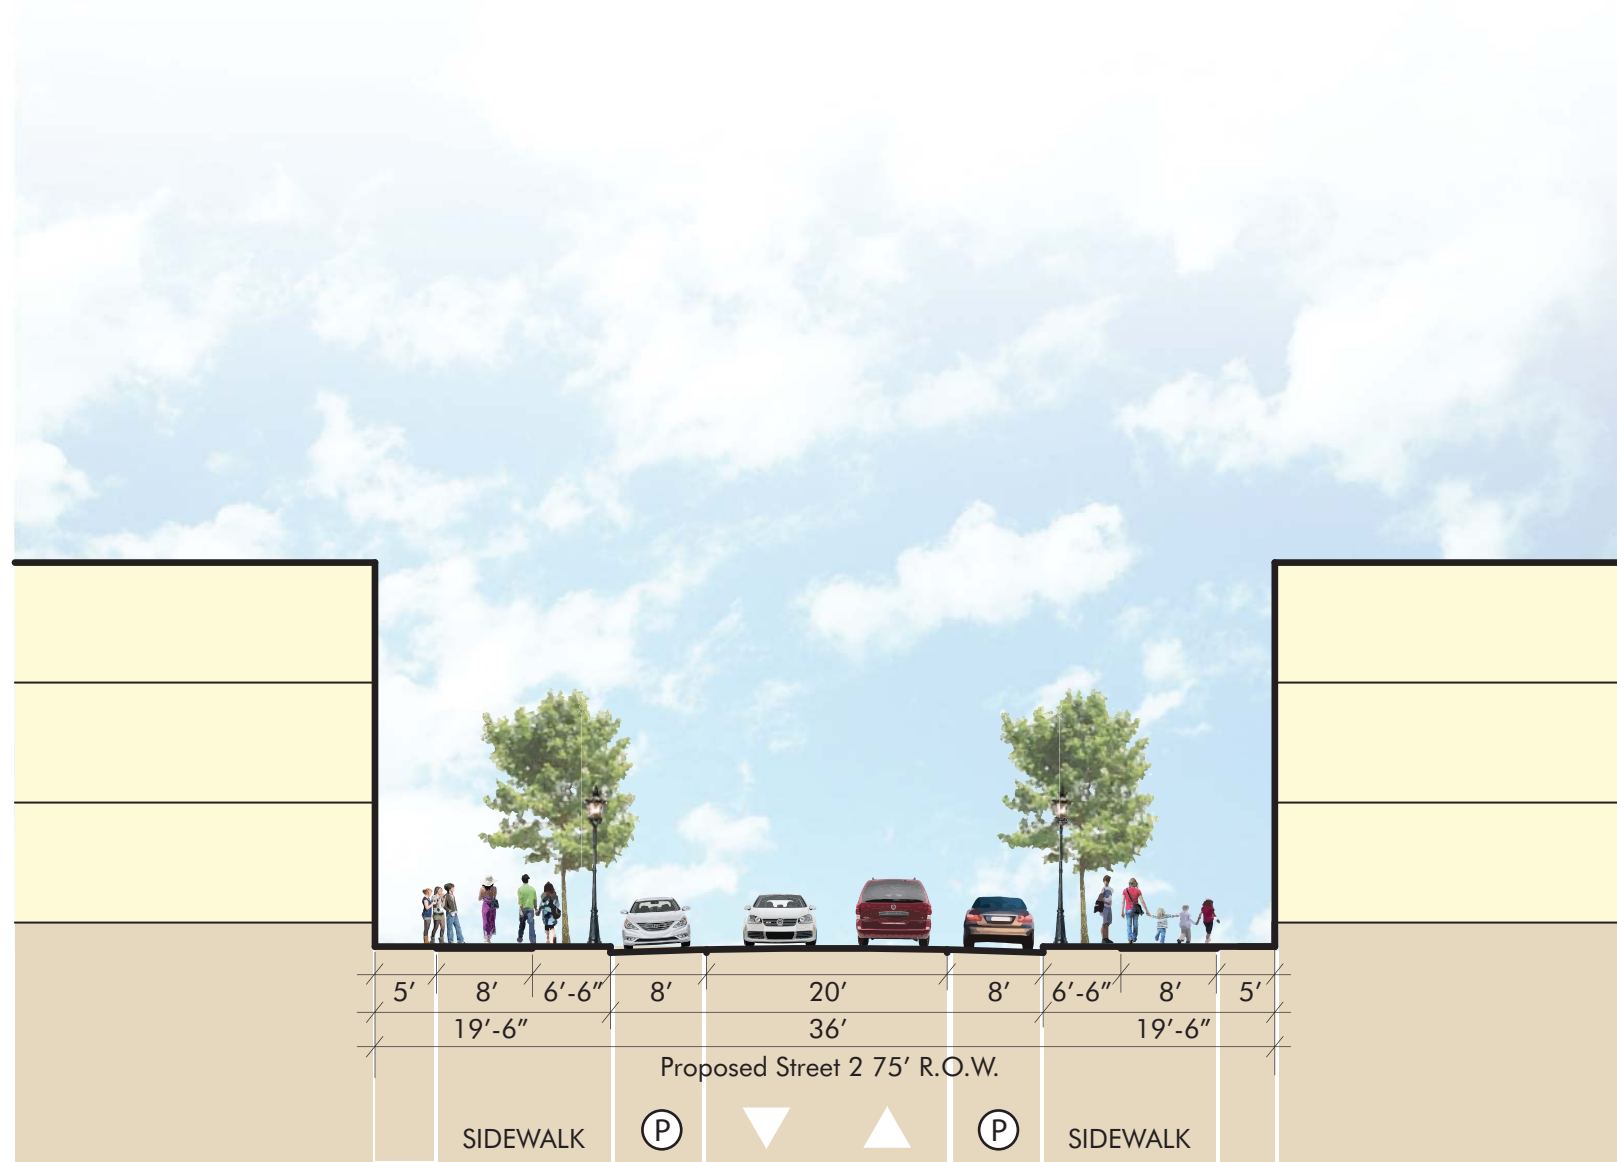 5’ 8’ 6’-6” 8’ 20’ 8’ 6’-6” 8’ 5’
19’-6” 36’ 19’-6”
Proposed Street 2 75’ R.O.W.
SIDEWALK P P SIDEWALK